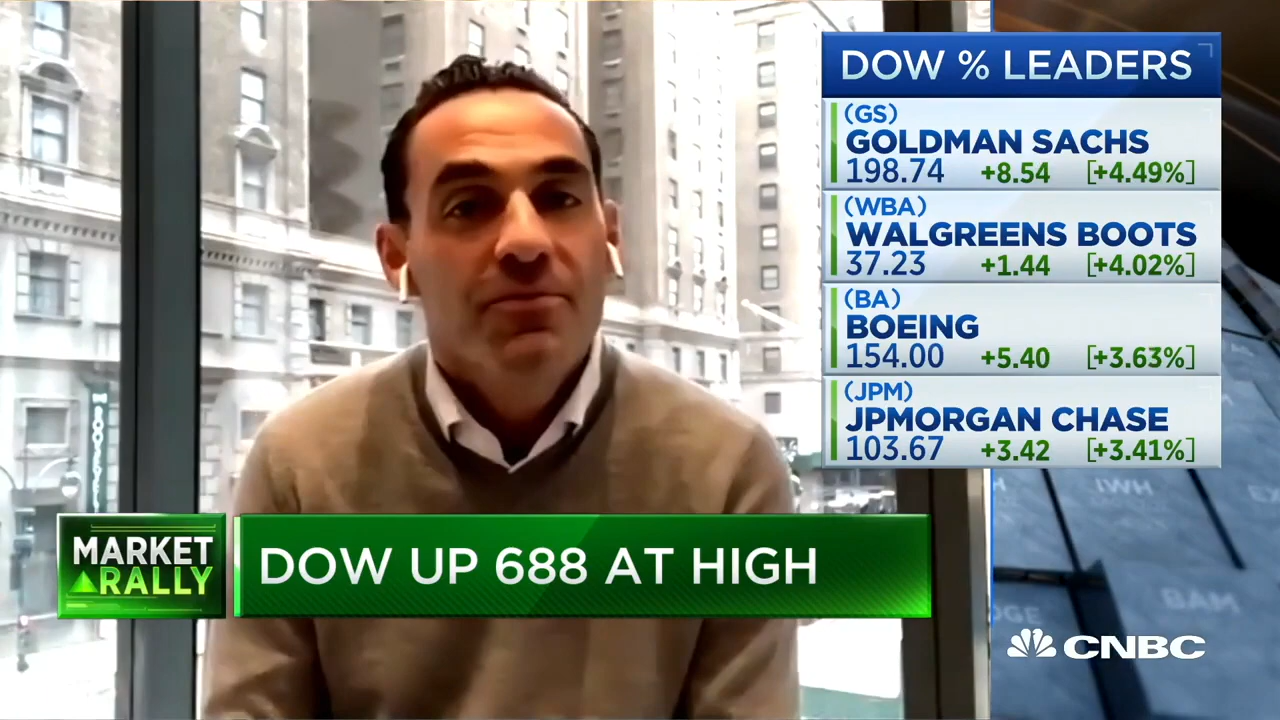 DOW % LEADERS
(GS)
GOLDMAN SACHS
198.74 +8.54 [+4.49%]
(WBA)
WALGREENS BOOTS
37.23 +1.44 [+4.02%]
(BA)
BOEING
154.00 +5.40 [+3.63%]
(JPM)
JPMORGAN CHASE
103.67 +3.42 [+3.41%]
MARKET
RALLY
DOW UP 688 AT HIGH
IWH
BAM
CNBC